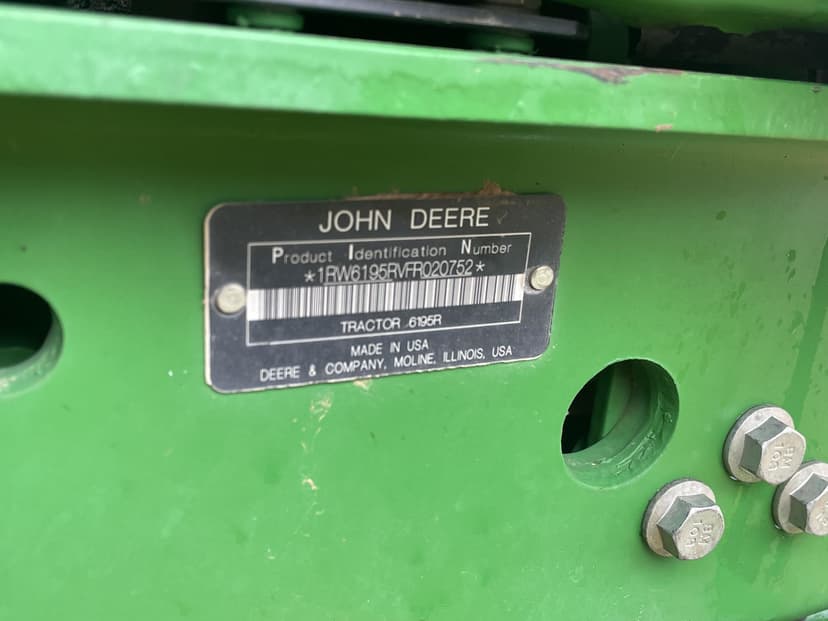 JOHN DEERE
Product Identification Number
*1RW6195RVFR020752*
TRACTOR 6195R
MADE IN USA
DEERE & COMPANY, MOLINE, ILLINOIS, USA